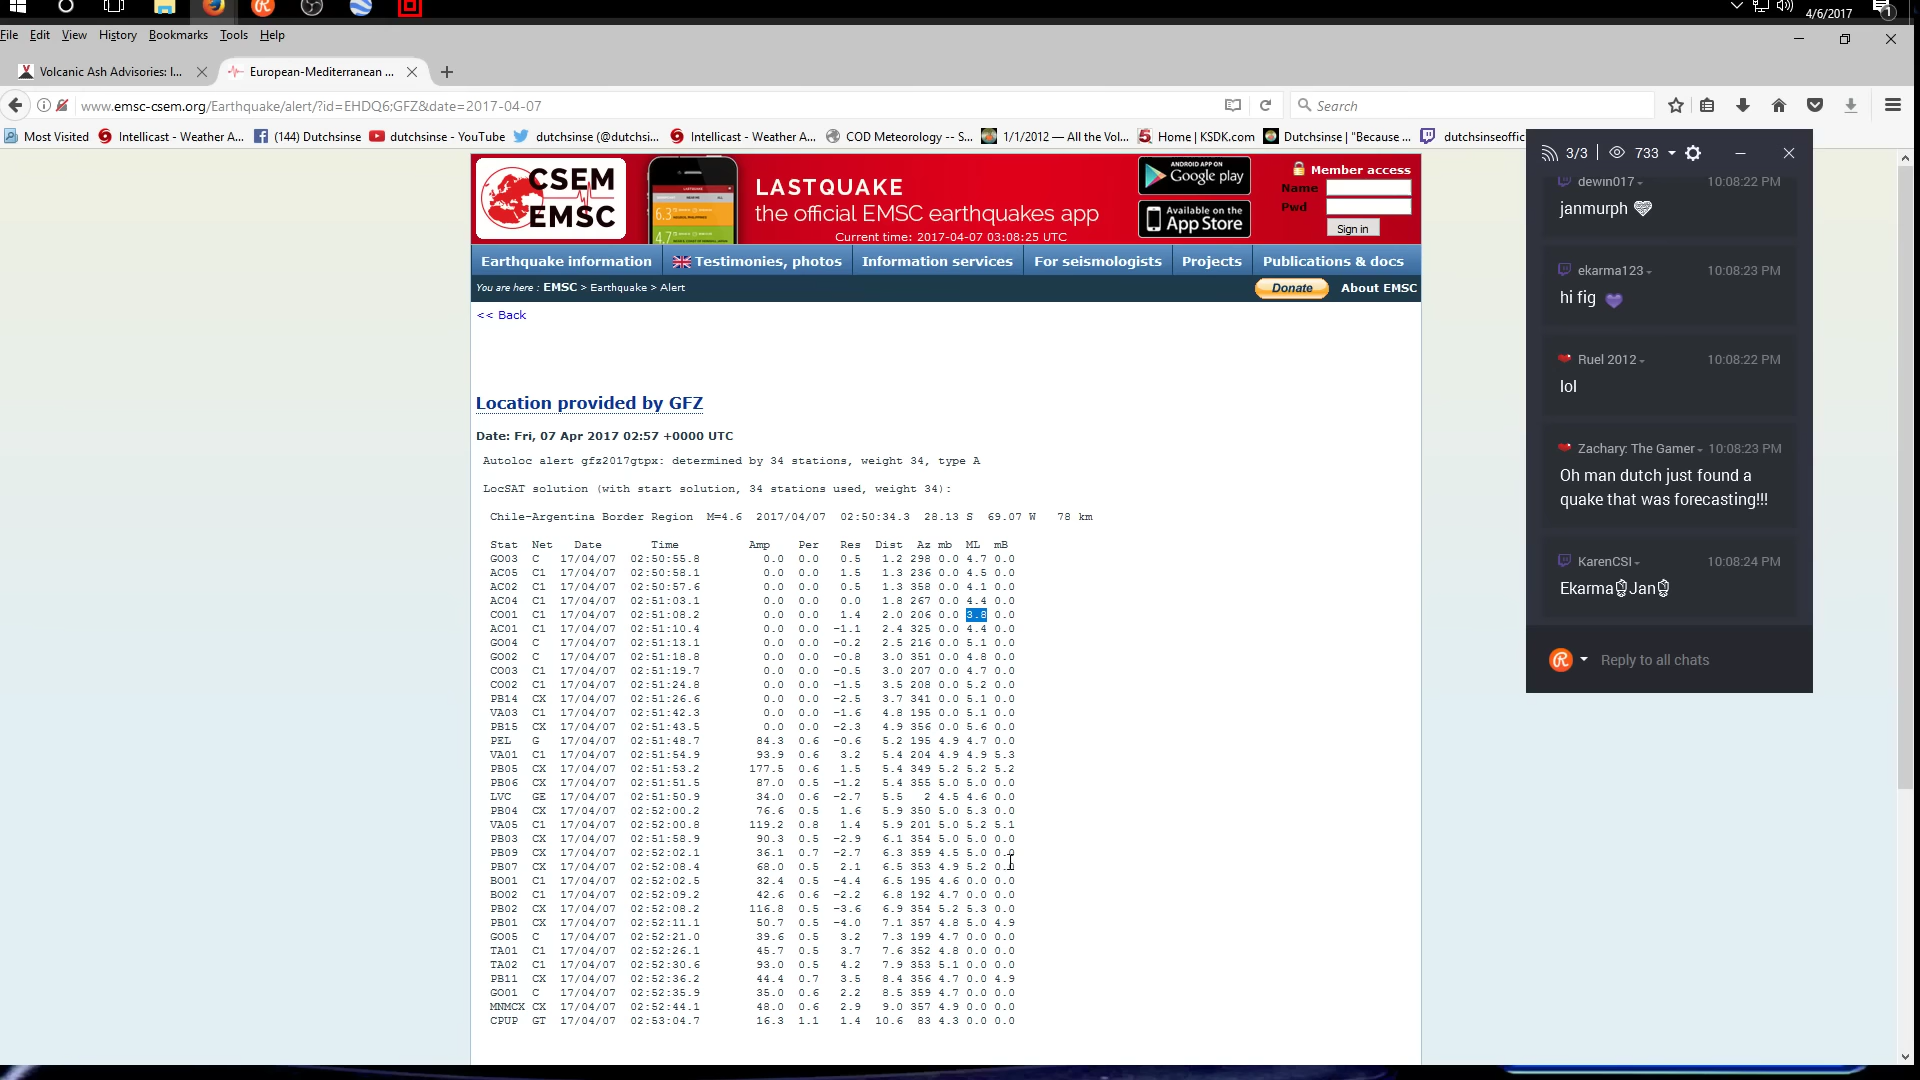 4/6/2017
1
File Edit View History Bookmarks Tools Help
Volcanic Ash Advisories: I...
European-Mediterranean ...
www.emsc-csem.org/Earthquake/alert/?id=EHDQ6;GFZ&date=2017-04-07
Search
Most Visited Intellicast - Weather A... (144) Dutchsinse dutchsinse - YouTube dutchsinse (@dutchsi... Intellicast - Weather A... COD Meteorology -- S... 1/1/2012 — All the Vol... Home | KSDK.com Dutchsinse | "Because ... dutchsinseoffic
CSEM
EMSC
6.3
4.7
LASTQUAKE
the official EMSC earthquakes app
Current time: 2017-04-07 03:08:25 UTC
ANDROID APP ON
Google play
Available on the
App Store
Member access
Name
Pwd
Sign in
Earthquake information Testimonies, photos Information services For seismologists Projects Publications & docs
You are here : EMSC > Earthquake > Alert
Donate About EMSC
<< Back
Location provided by GFZ
Date: Fri, 07 Apr 2017 02:57 +0000 UTC
Autoloc alert gfz2017gtpx: determined by 34 stations, weight 34, type A
LocSAT solution (with start solution, 34 stations used, weight 34):
Chile-Argentina Border Region M=4.6 2017/04/07 02:50:34.3 28.13 S 69.07 W 78 km
Stat Net Date Time Amp Per Res Dist Az mb ML mB
GO03 C 17/04/07 02:50:55.8 0.0 0.0 0.5 1.2 298 0.0 4.7 0.0
AC05 C1 17/04/07 02:50:58.1 0.0 0.0 1.5 1.3 236 0.0 4.5 0.0
AC02 C1 17/04/07 02:50:57.6 0.0 0.0 1.3 1.3 358 0.0 4.1 0.0
AC04 C1 17/04/07 02:51:03.1 0.0 0.0 0.0 1.8 267 0.0 4.4 0.0
CO01 C1 17/04/07 02:51:08.2 0.0 0.0 1.4 2.0 206 0.0 3.8 0.0
AC01 C1 17/04/07 02:51:10.4 0.0 0.0 -1.1 2.4 325 0.0 4.4 0.0
GO04 C 17/04/07 02:51:13.1 0.0 0.0 -0.2 2.5 216 0.0 5.1 0.0
GO02 C 17/04/07 02:51:18.8 0.0 0.0 -0.8 3.0 351 0.0 4.8 0.0
CO03 C1 17/04/07 02:51:19.7 0.0 0.0 -0.5 3.0 207 0.0 4.7 0.0
CO02 C1 17/04/07 02:51:24.8 0.0 0.0 -1.5 3.5 208 0.0 5.2 0.0
PB14 CX 17/04/07 02:51:26.6 0.0 0.0 -2.5 3.7 341 0.0 5.1 0.0
VA03 C1 17/04/07 02:51:42.3 0.0 0.0 -1.6 4.8 195 0.0 5.1 0.0
PB15 CX 17/04/07 02:51:43.5 0.0 0.0 -2.3 4.9 356 0.0 5.6 0.0
PEL G 17/04/07 02:51:48.7 84.3 0.6 -0.6 5.2 195 4.9 4.7 0.0
VA01 C1 17/04/07 02:51:54.9 93.9 0.6 3.2 5.4 204 4.9 4.9 5.3
PB05 CX 17/04/07 02:51:53.2 177.5 0.6 1.5 5.4 349 5.2 5.2 5.2
PB06 CX 17/04/07 02:51:51.5 87.0 0.5 -1.2 5.4 355 5.0 5.0 0.0
LVC GE 17/04/07 02:51:50.9 34.0 0.6 -2.7 5.5 2 4.5 4.6 0.0
PB04 CX 17/04/07 02:52:00.2 76.6 0.5 1.6 5.9 350 5.0 5.3 0.0
VA05 C1 17/04/07 02:52:00.8 119.2 0.8 1.4 5.9 201 5.0 5.2 5.1
PB03 CX 17/04/07 02:51:58.9 90.3 0.5 -2.9 6.1 354 5.0 5.0 0.0
PB09 CX 17/04/07 02:52:02.1 36.1 0.7 -2.7 6.3 359 4.5 5.0 0.0
PB07 CX 17/04/07 02:52:08.4 68.0 0.5 2.1 6.5 353 4.9 5.2 0.0
BO01 C1 17/04/07 02:52:02.5 32.4 0.5 -4.4 6.5 195 4.6 0.0 0.0
BO02 C1 17/04/07 02:52:09.2 42.6 0.6 -2.2 6.8 192 4.7 0.0 0.0
PB02 CX 17/04/07 02:52:08.2 116.8 0.5 -3.6 6.9 354 5.2 5.3 0.0
PB01 CX 17/04/07 02:52:11.1 50.7 0.5 -4.0 7.1 357 4.8 5.0 4.9
GO05 C 17/04/07 02:52:21.0 39.6 0.5 3.2 7.3 199 4.7 0.0 0.0
TA01 C1 17/04/07 02:52:26.1 45.7 0.5 3.7 7.6 352 4.8 0.0 0.0
TA02 C1 17/04/07 02:52:30.6 93.0 0.5 4.2 7.9 353 5.1 0.0 0.0
PB11 CX 17/04/07 02:52:36.2 44.4 0.7 3.5 8.4 356 4.7 0.0 4.9
GO01 C 17/04/07 02:52:35.9 35.0 0.6 2.2 8.5 359 4.7 0.0 0.0
MNMCX CX 17/04/07 02:52:44.1 48.0 0.6 2.9 9.0 357 4.9 0.0 0.0
CPUP GT 17/04/07 02:53:04.7 16.3 1.1 1.4 10.6 83 4.3 0.0 0.0
3/3 733
dewin017 10:08:22 PM
janmurph
ekarma123 10:08:23 PM
hi fig
Ruel 2012 10:08:22 PM
lol
Zachary: The Gamer 10:08:23 PM
Oh man dutch just found a
quake that was forecasting!!!
KarenCSI 10:08:24 PM
Ekarma Jan
Reply to all chats